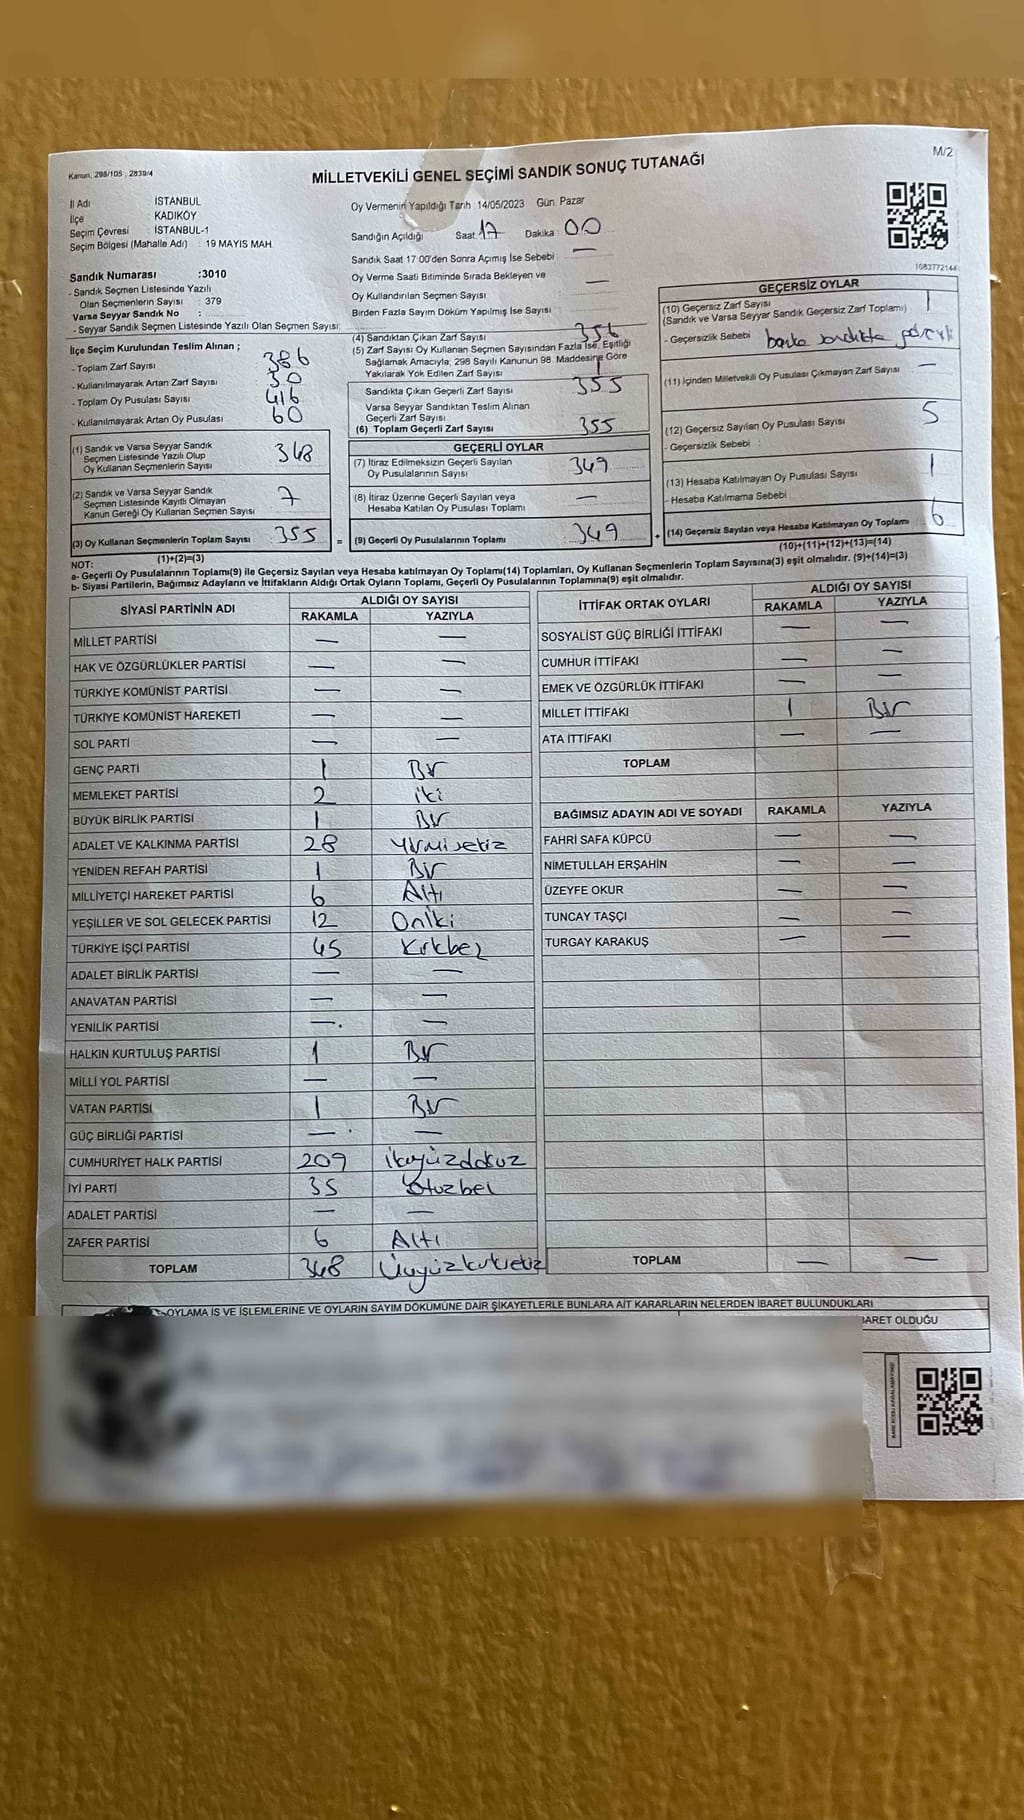 Kanun, 298/105 , 2839/4
M/2
MİLLETVEKİLİ GENEL SEÇİMİ SANDIK SONUÇ TUTANAĞI
İl Adı : İSTANBUL
İlçe : KADIKÖY
Seçim Çevresi : İSTANBUL-1
Seçim Bölgesi (Mahalle Adı) : 19 MAYIS MAH.
Oy Vermenin Yapıldığı Tarih :14/05/2023 Gün: Pazar
Sandığın Açıldığı Saat 17 Dakika : 00
Sandık Saat 17:00'den Sonra Açımış İse Sebebi : —
Oy Verme Saati Bitiminde Sırada Bekleyen ve
Oy Kullandırılan Seçmen Sayısı —
Birden Fazla Sayım Döküm Yapılmış İse Sayısı :
1083772144
Sandık Numarası :3010
- Sandık Seçmen Listesinde Yazılı
Olan Seçmenlerin Sayısı : 379
Varsa Seyyar Sandık No :
- Seyyar Sandık Seçmen Listesinde Yazılı Olan Seçmen Sayısı:
İlçe Seçim Kurulundan Teslim Alınan ;
- Toplam Zarf Sayısı : 386
- Kullanılmayarak Artan Zarf Sayısı : 30
- Toplam Oy Pusulası Sayısı : 416
- Kullanılmayarak Artan Oy Pusulası : 60
(1) Sandık ve Varsa Seyyar Sandık
Seçmen Listesinde Yazılı Olup
Oy Kullanan Seçmenlerin Sayısı 348
(2) Sandık ve Varsa Seyyar Sandık
Seçmen Listesinde Kayıtlı Olmayan
Kanun Gereği Oy Kullanan Seçmen Sayısı 7
(3) Oy Kullanan Seçmenlerin Toplam Sayısı : 355
(1)+(2)=(3)
(4) Sandıktan Çıkan Zarf Sayısı 356
(5) Zarf Sayısı Oy Kullanan Seçmen Sayısından Fazla İse, Eşitliği
Sağlamak Amacıyla, 298 Sayılı Kanunun 98. Maddesine Göre
Yakılarak Yok Edilen Zarf Sayısı 1
Sandıkta Çıkan Geçerli Zarf Sayısı 355
Varsa Seyyar Sandıktan Teslim Alınan
Geçerli Zarf Sayısı
(6) Toplam Geçerli Zarf Sayısı 355
GEÇERLİ OYLAR
(7) İtiraz Edilmeksizin Geçerli Sayılan
Oy Pusulalarının Sayısı 349
(8) İtiraz Üzerine Geçerli Sayılan veya
Hesaba Katılan Oy Pusulası Toplamı —
= (9) Geçerli Oy Pusulalarının Toplamı 349
GEÇERSİZ OYLAR
(10) Geçersiz Zarf Sayısı 1
(Sandık ve Varsa Seyyar Sandık Geçersiz Zarf Toplamı)
- Geçersizlik Sebebi : başka sandıkta görevli
(11) İçinden Milletvekili Oy Pusulası Çıkmayan Zarf Sayısı —
(12) Geçersiz Sayılan Oy Pusulası Sayısı 5
- Geçersizlik Sebebi :
(13) Hesaba Katılmayan Oy Pusulası Sayısı 1
- Hesaba Katılmama Sebebi
+ (14) Geçersiz Sayılan veya Hesaba Katılmayan Oy Toplamı 6
(10)+(11)+(12)+(13)=(14)
NOT:
a- Geçerli Oy Pusulalarının Toplamı(9) ile Geçersiz Sayılan veya Hesaba katılmayan Oy Toplamı(14) Toplamları, Oy Kullanan Seçmenlerin Toplam Sayısına(3) eşit olmalıdır. (9)+(14)=(3)
b- Siyasi Partilerin, Bağımsız Adayların ve İttifakların Aldığı Ortak Oyların Toplamı, Geçerli Oy Pusulalarının Toplamına(9) eşit olmalıdır.
SİYASİ PARTİNİN ADI ALDIĞI OY SAYISI
RAKAMLA YAZIYLA
MİLLET PARTİSİ — —
HAK VE ÖZGÜRLÜKLER PARTİSİ — —
TÜRKİYE KOMÜNİST PARTİSİ — —
TÜRKİYE KOMÜNİST HAREKETİ — —
SOL PARTİ — —
GENÇ PARTİ 1 Bir
MEMLEKET PARTİSİ 2 iki
BÜYÜK BİRLİK PARTİSİ 1 Bir
ADALET VE KALKINMA PARTİSİ 28 Yirmisekiz
YENİDEN REFAH PARTİSİ 1 Bir
MİLLİYETÇİ HAREKET PARTİSİ 6 Altı
YEŞİLLER VE SOL GELECEK PARTİSİ 12 Oniki
TÜRKİYE İŞÇİ PARTİSİ 45 Kırkbeş
ADALET BİRLİK PARTİSİ — —
ANAVATAN PARTİSİ — —
YENİLİK PARTİSİ — —
HALKIN KURTULUŞ PARTİSİ 1 Bir
MİLLİ YOL PARTİSİ — —
VATAN PARTİSİ 1 Bir
GÜÇ BİRLİĞİ PARTİSİ — —
CUMHURİYET HALK PARTİSİ 209 ikiyüzdokuz
İYİ PARTİ 35 otuzbeş
ADALET PARTİSİ — —
ZAFER PARTİSİ 6 Altı
TOPLAM 348 Üçyüzkırksekiz
İTTİFAK ORTAK OYLARI ALDIĞI OY SAYISI
RAKAMLA YAZIYLA
SOSYALİST GÜÇ BİRLİĞİ İTTİFAKI — —
CUMHUR İTTİFAKI — —
EMEK VE ÖZGÜRLÜK İTTİFAKI — —
MİLLET İTTİFAKI 1 Bir
ATA İTTİFAKI — —
TOPLAM
BAĞIMSIZ ADAYIN ADI VE SOYADI RAKAMLA YAZIYLA
FAHRİ SAFA KÜPCÜ — —
NİMETULLAH ERŞAHİN — —
ÜZEYFE OKUR — —
TUNCAY TAŞÇI — —
TURGAY KARAKUŞ — —
TOPLAM — —
OYLAMA İŞ VE İŞLEMLERİNE VE OYLARIN SAYIM DÖKÜMÜNE DAİR ŞİKAYETLERLE BUNLARA AİT KARARLARIN NELERDEN İBARET BULUNDUKLARI
OLDUĞU